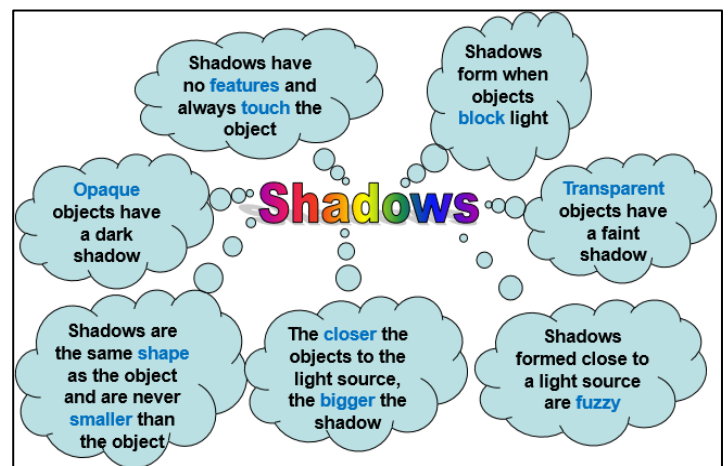 Shadows have
no features and
always touch the
object
Shadows
form when
objects
block light
Opaque
objects have
a dark
shadow
Shadows
Transparent
objects have
a faint
shadow
Shadows are
the same shape
as the object
and are never
smaller than
the object
The closer the
objects to the
light source,
the bigger the
shadow
Shadows
formed close to
a light source
are fuzzy